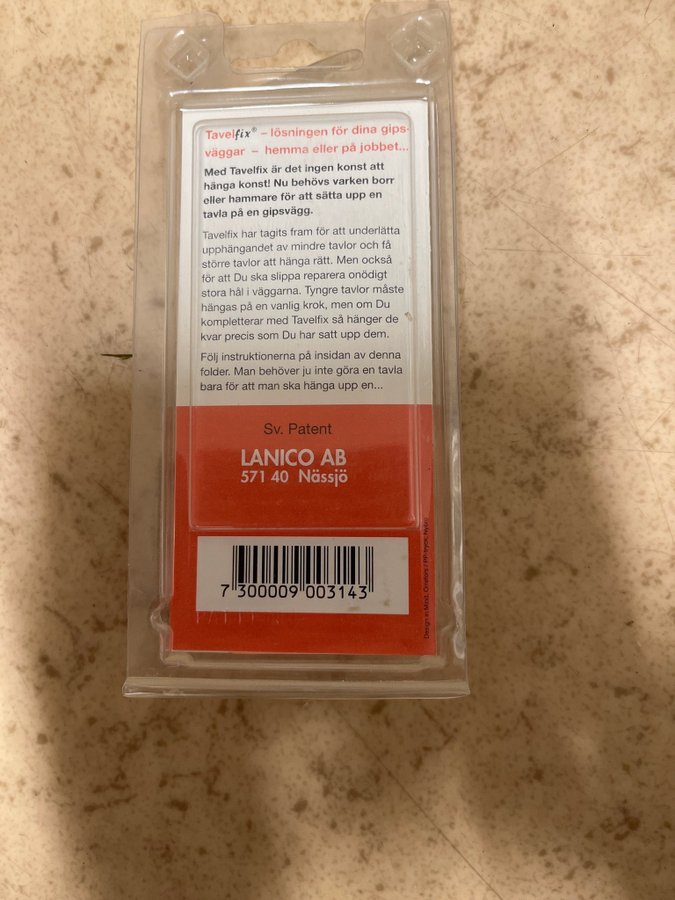 Tavelfix® – lösningen för dina gips-
väggar – hemma eller på jobbet...
Med Tavelfix är det ingen konst att
hänga konst! Nu behövs varken borr
eller hammare för att sätta upp en
tavla på en gipsvägg.
Tavelfix har tagits fram för att underlätta
upphängandet av mindre tavlor och få
större tavlor att hänga rätt. Men också
för att Du ska slippa reparera onödigt
stora hål i väggarna. Tyngre tavlor måste
hängas på en vanlig krok, men om Du
kompletterar med Tavelfix så hänger de
kvar precis som Du har satt upp dem.
Följ instruktionerna på insidan av denna
folder. Man behöver ju inte göra en tavla
bara för att man ska hänga upp en...
Sv. Patent
LANICO AB
571 40 Nässjö
7 300009 003143
Design in Mind, / PP-tryck,